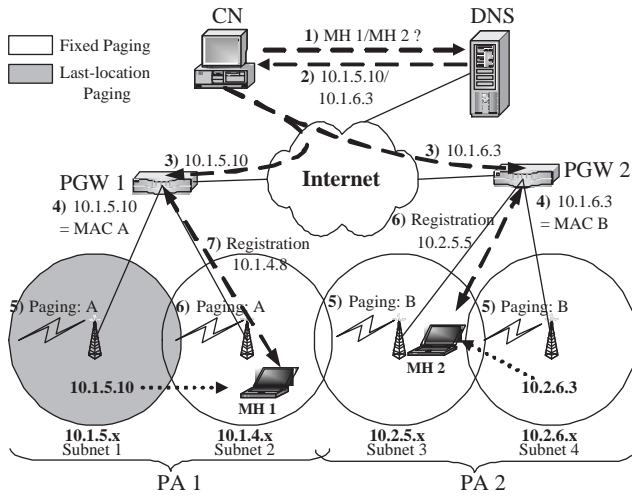 CN
DNS
1) MH 1/MH 2 ?
2) 10.1.5.10/
10.1.6.3
Fixed Paging
Last-location
Paging
3) 10.1.5.10
3) 10.1.6.3
Internet
PGW 1
PGW 2
4) 10.1.5.10
= MAC A
4) 10.1.6.3
= MAC B
6) Registration
10.2.5.5
7) Registration
10.1.4.8
5) Paging: A
6) Paging: A
5) Paging: B
5) Paging: B
10.1.5.10
MH 1
MH 2
10.2.6.3
10.1.5.x
Subnet 1
10.1.4.x
Subnet 2
10.2.5.x
Subnet 3
10.2.6.x
Subnet 4
PA 1
PA 2